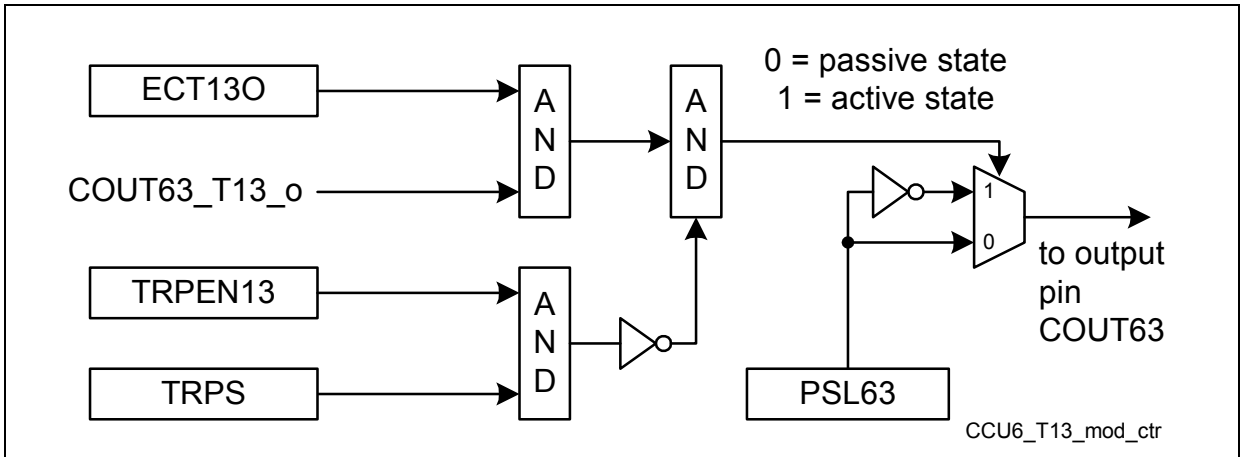 ECT13O
COUT63_T13_o
TRPEN13
TRPS
A
N
D
A
N
D
A
N
D
0 = passive state
1 = active state
1
0
to output
pin
COUT63
PSL63
CCU6_T13_mod_ctr